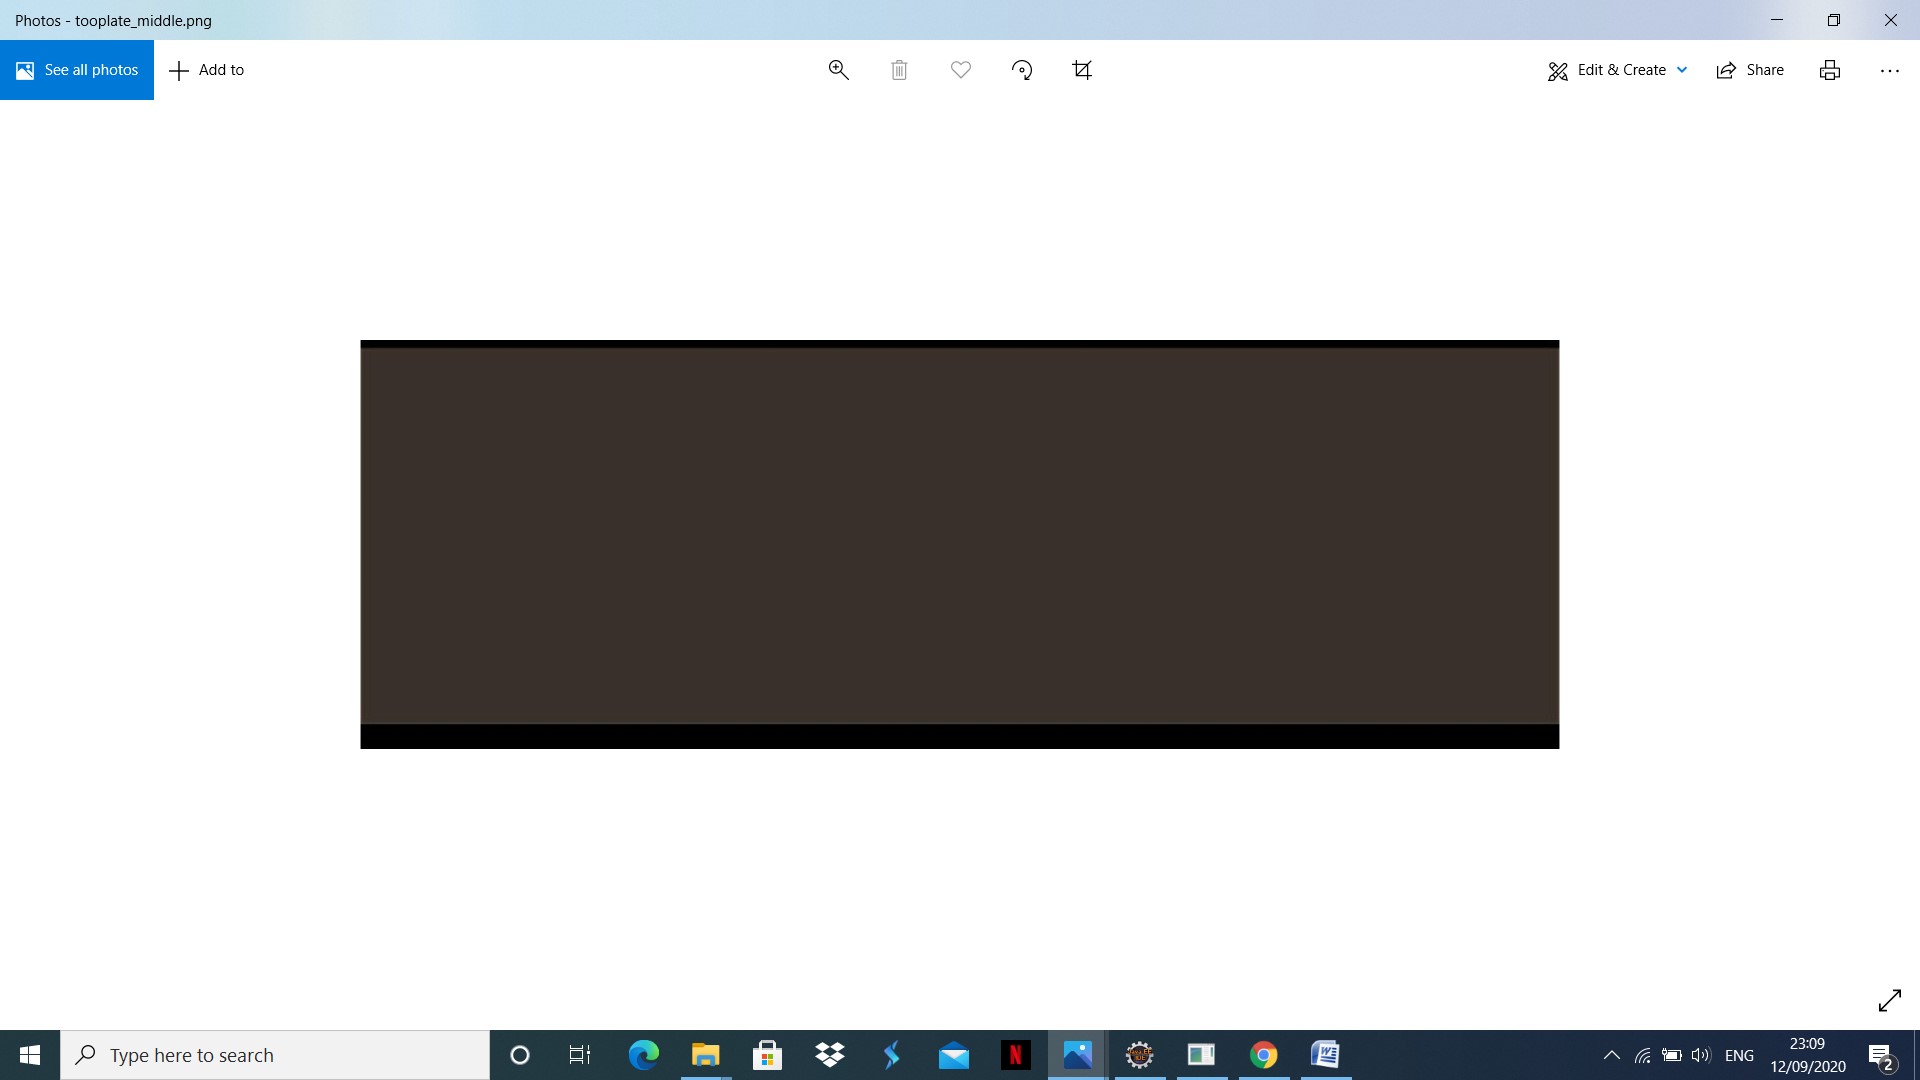 Photos - tooplate_middle.png
See all photos
Add to
Edit & Create
Share
Type here to search
N
W
ENG
23:09
12/09/2020
2